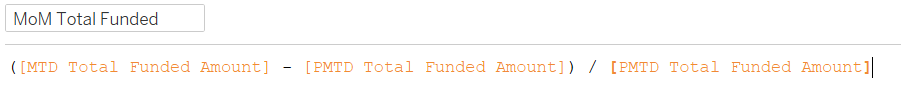 MoM Total Funded
([MTD Total Funded Amount] - [PMTD Total Funded Amount]) / [PMTD Total Funded Amount]